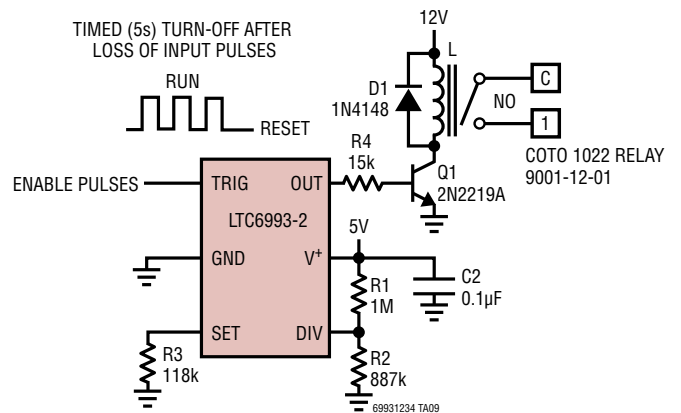 TIMED (5s) TURN-OFF AFTER
LOSS OF INPUT PULSES
RUN
RESET
12V
L
D1
1N4148
C
NO
1
COTO 1022 RELAY
9001-12-01
R4
15k
Q1
2N2219A
ENABLE PULSES
TRIG
OUT
LTC6993-2
GND
V+
SET
DIV
5V
R1
1M
C2
0.1µF
R3
118k
R2
887k
69931234 TA09